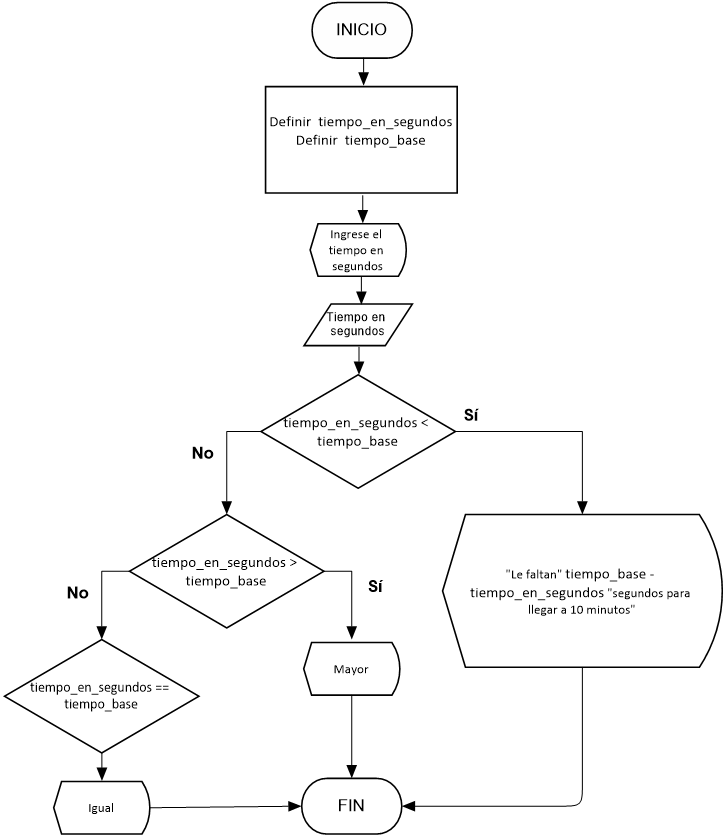 INICIO
Definir tiempo_en_segundos
Definir tiempo_base
Ingrese el
tiempo en
segundos
Tiempo en
segundos
tiempo_en_segundos <
tiempo_base
Sí
No
tiempo_en_segundos >
tiempo_base
"Le faltan" tiempo_base -
tiempo_en_segundos "segundos para
llegar a 10 minutos"
No
Sí
tiempo_en_segundos ==
tiempo_base
Mayor
Igual
FIN